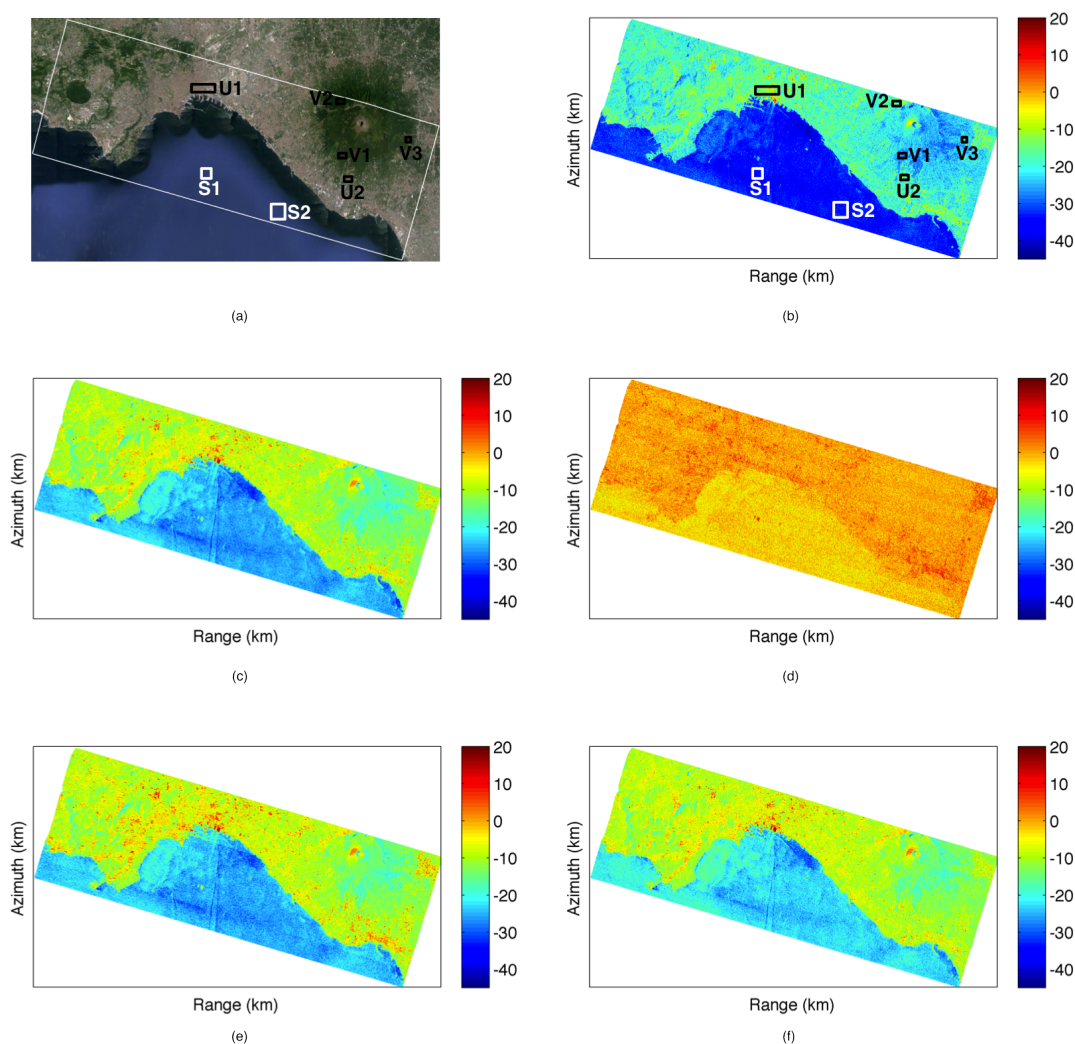 U1
V2
V3
V1
U2
S1
S2
(a)
20
10
0
-10
-20
-30
-40
Azimuth (km)
U1
V2
V1
V3
U2
S1
S2
Range (km)
(b)
20
10
0
-10
-20
-30
-40
Azimuth (km)
Range (km)
(c)
20
10
0
-10
-20
-30
-40
Azimuth (km)
Range (km)
(d)
20
10
0
-10
-20
-30
-40
Azimuth (km)
Range (km)
(e)
20
10
0
-10
-20
-30
-40
Azimuth (km)
Range (km)
(f)